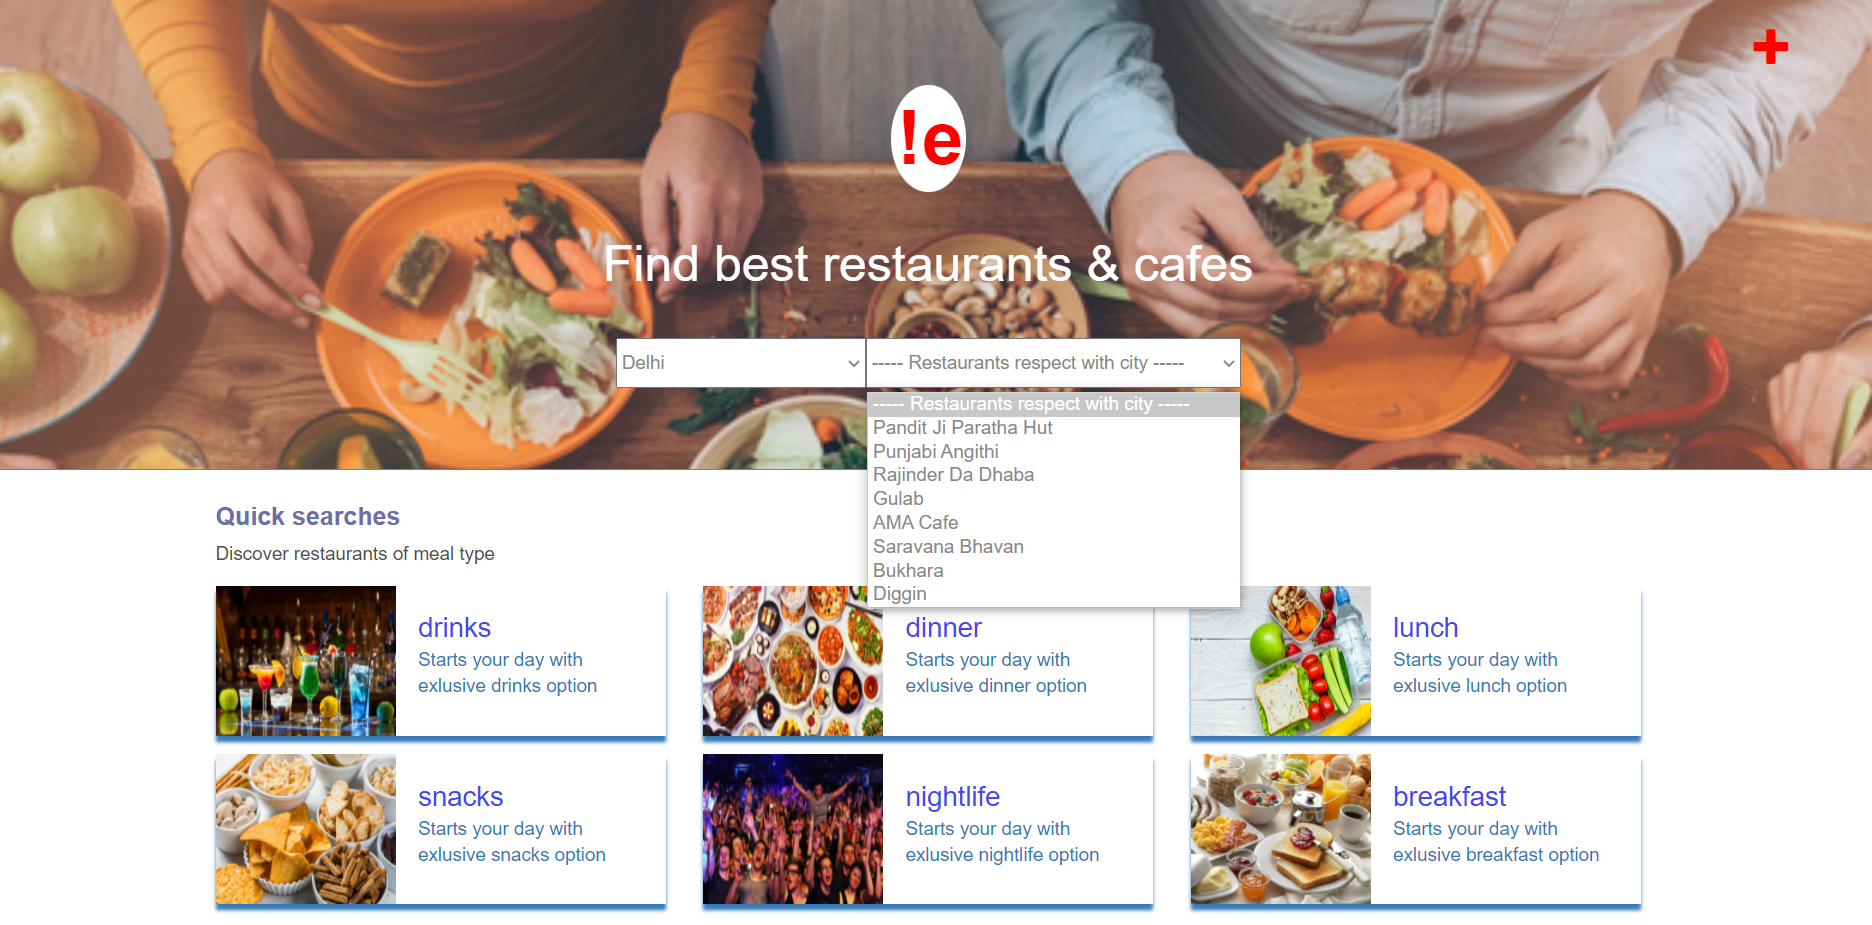 !e
Find best restaurants & cafes
Delhi
----- Restaurants respect with city -----
----- Restaurants respect with city -----
Pandit Ji Paratha Hut
Punjabi Angithi
Rajinder Da Dhaba
Gulab
AMA Cafe
Saravana Bhavan
Bukhara
Diggin
Quick searches
Discover restaurants of meal type
drinks
Starts your day with
exlusive drinks option
dinner
Starts your day with
exlusive dinner option
lunch
Starts your day with
exlusive lunch option
snacks
Starts your day with
exlusive snacks option
nightlife
Starts your day with
exlusive nightlife option
breakfast
Starts your day with
exlusive breakfast option